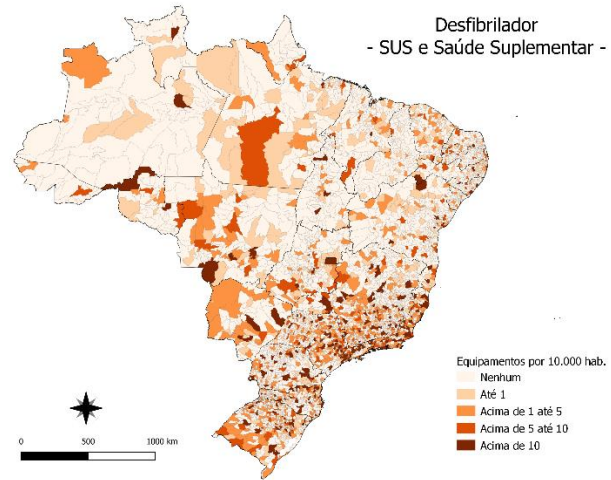 Desfibrilador
- SUS e Saúde Suplementar -
Equipamentos por 10.000 hab.
Nenhum
Até 1
Acima de 1 até 5
Acima de 5 até 10
Acima de 10
0 500 1000 km